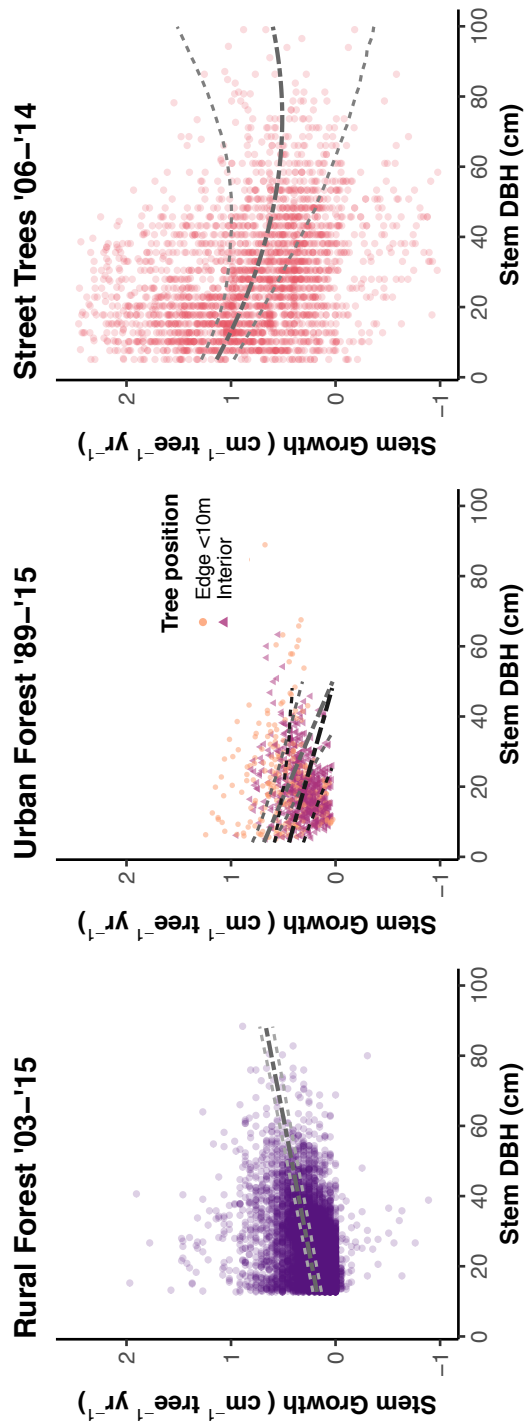 Rural Forest '03–'15
Stem Growth ( cm⁻¹ tree⁻¹ yr⁻¹)
2
1
0
−1
0 20 40 60 80 100
Stem DBH (cm)
Urban Forest '89–'15
Stem Growth ( cm⁻¹ tree⁻¹ yr⁻¹)
2
1
0
−1
Tree position
Edge <10m
Interior
0 20 40 60 80 100
Stem DBH (cm)
Street Trees '06–'14
Stem Growth ( cm⁻¹ tree⁻¹ yr⁻¹)
2
1
0
−1
0 20 40 60 80 100
Stem DBH (cm)